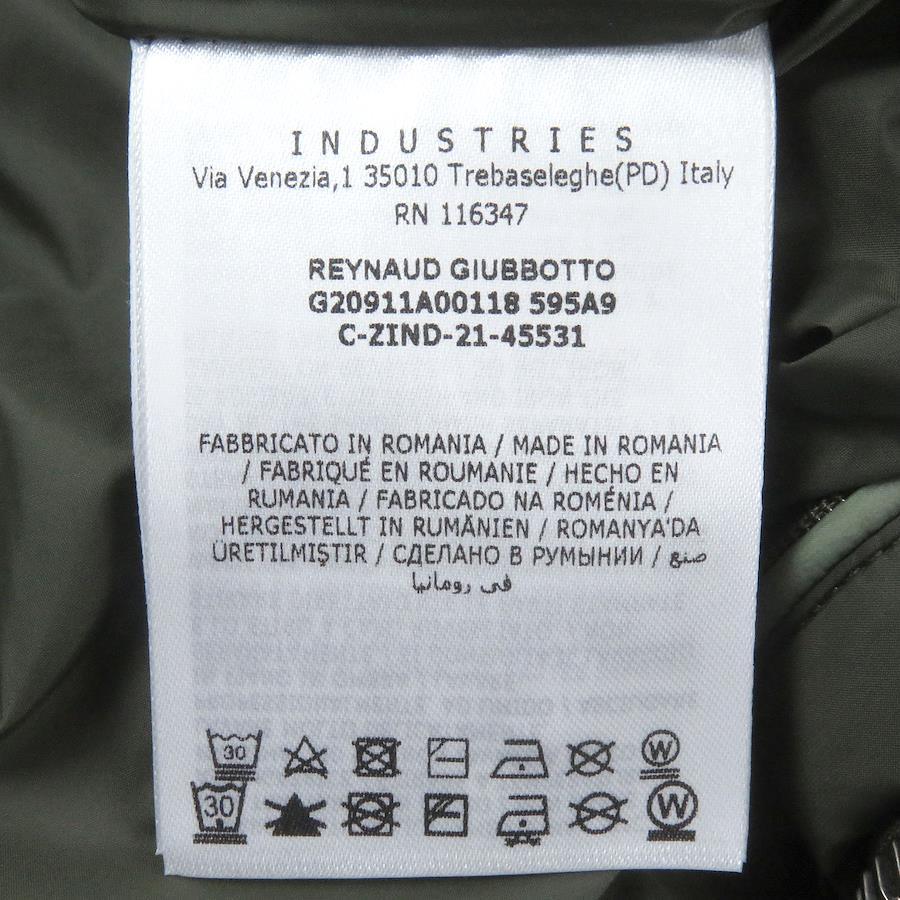 INDUSTRIES
Via Venezia,1 35010 Trebaseleghe(PD) Italy
RN 116347
REYNAUD GIUBBOTTO
G20911A00118 595A9
C-ZIND-21-45531
FABBRICATO IN ROMANIA / MADE IN ROMANIA
/ FABRIQUÉ EN ROUMANIE / HECHO EN
RUMANIA / FABRICADO NA ROMÉNIA /
HERGESTELLT IN RUMÄNIEN / ROMANYA'DA
ÜRETILMIŞTIR / СДЕЛАНО В РУМЫНИИ / صنع
في رومانيا
30 W
30 W